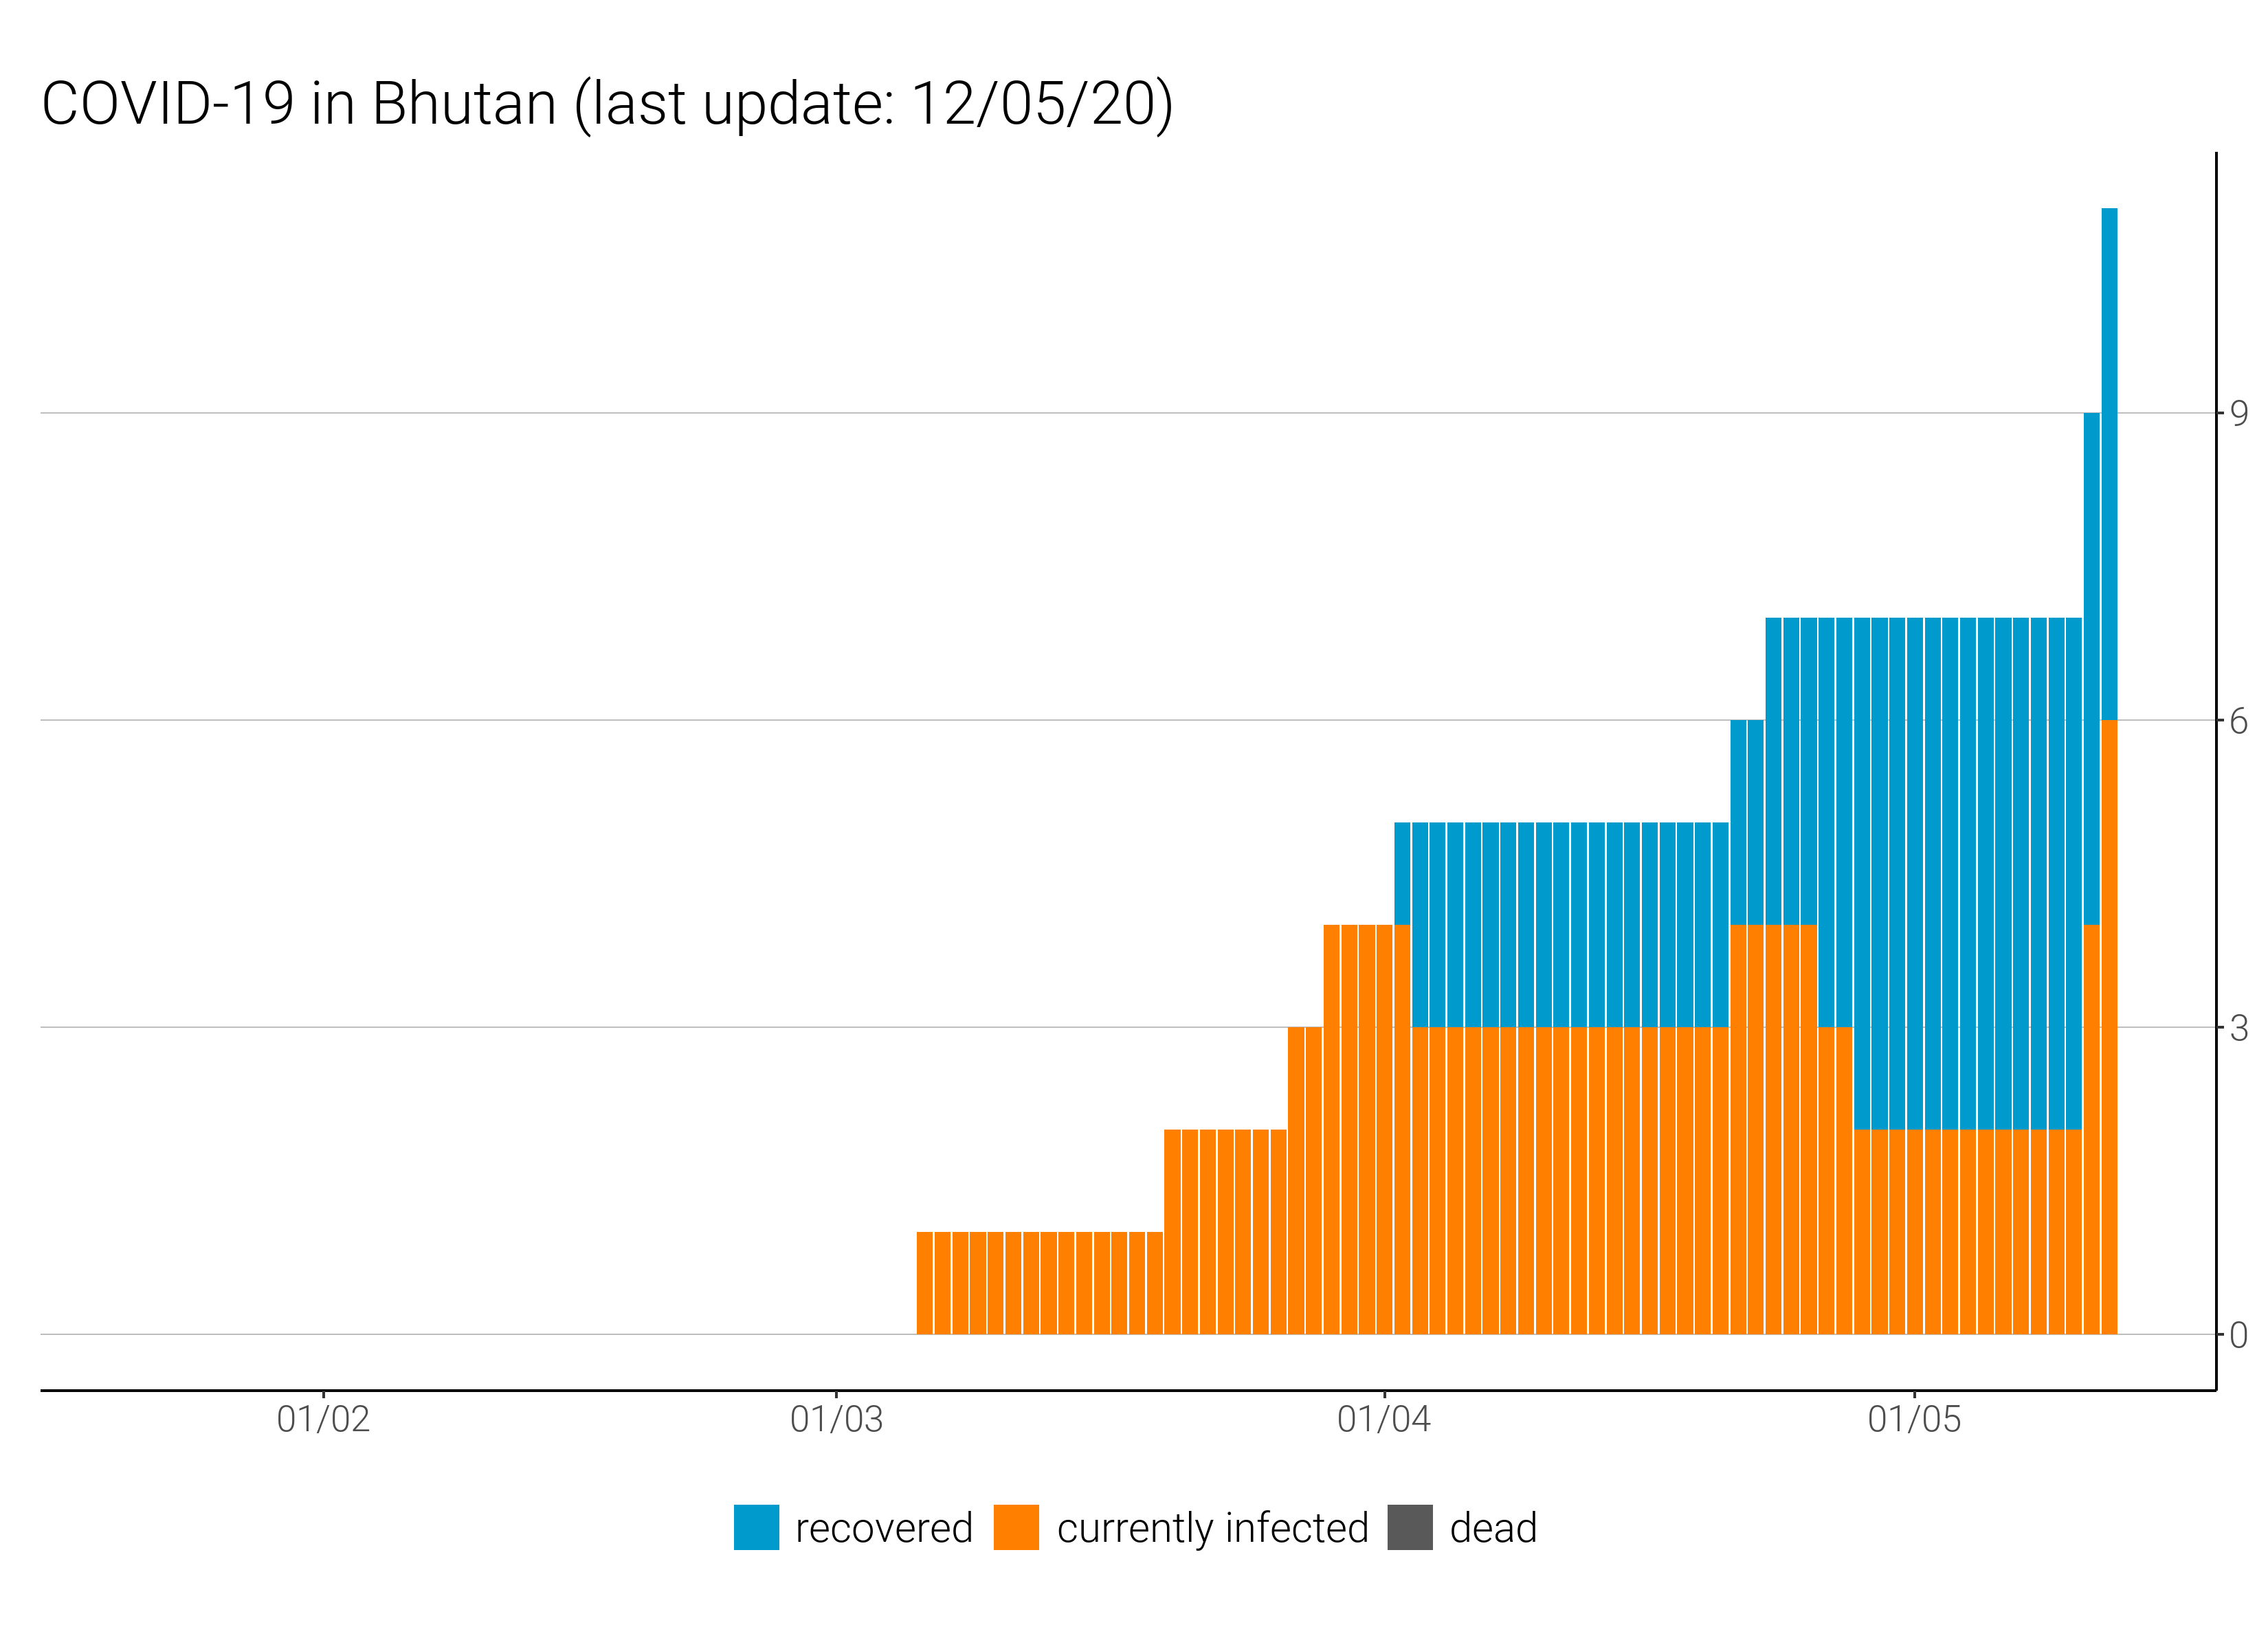 COVID-19 in Bhutan (last update: 12/05/20)
9
6
3
0
01/02 01/03 01/04 01/05
recovered currently infected dead